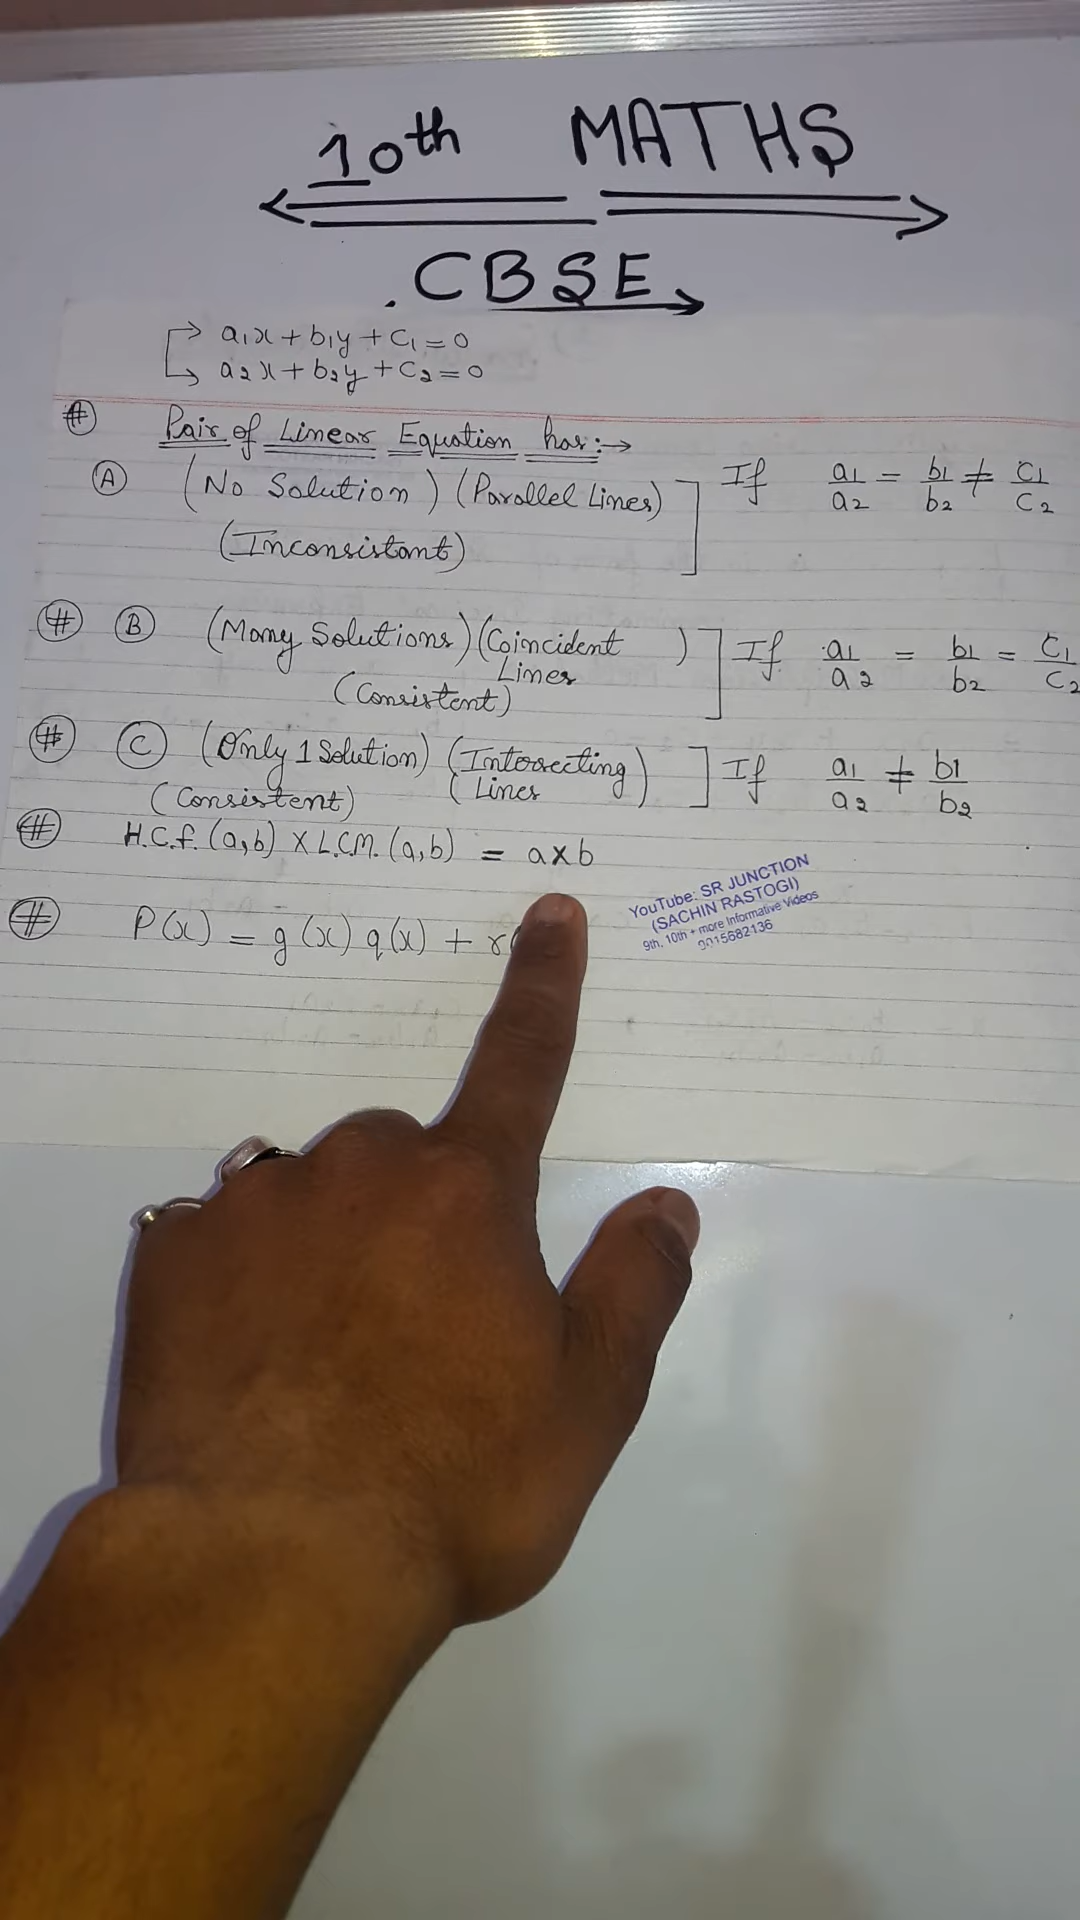 10th MATHS
CBSE
a₁x + b₁y + c₁ = 0
a₂x + b₂y + c₂ = 0
# Pair of Linear Equation has:→
A (No Solution) (Parallel Lines) If a₁/a₂ = b₁/b₂ ≠ c₁/c₂
(Inconsistant)
# B (Many Solutions) (Coincident Lines) If a₁/a₂ = b₁/b₂ = c₁/c₂
(Consistent)
# C (Only 1 Solution) (Intersecting Lines) If a₁/a₂ ≠ b₁/b₂
(Consistent)
# H.C.f. (a,b) × L.C.M. (a,b) = a×b
# P(x) = g(x) q(x) + r(
YouTube: SR JUNCTION
(SACHIN RASTOGI)
9th, 10th + more Informative Videos
9015682136